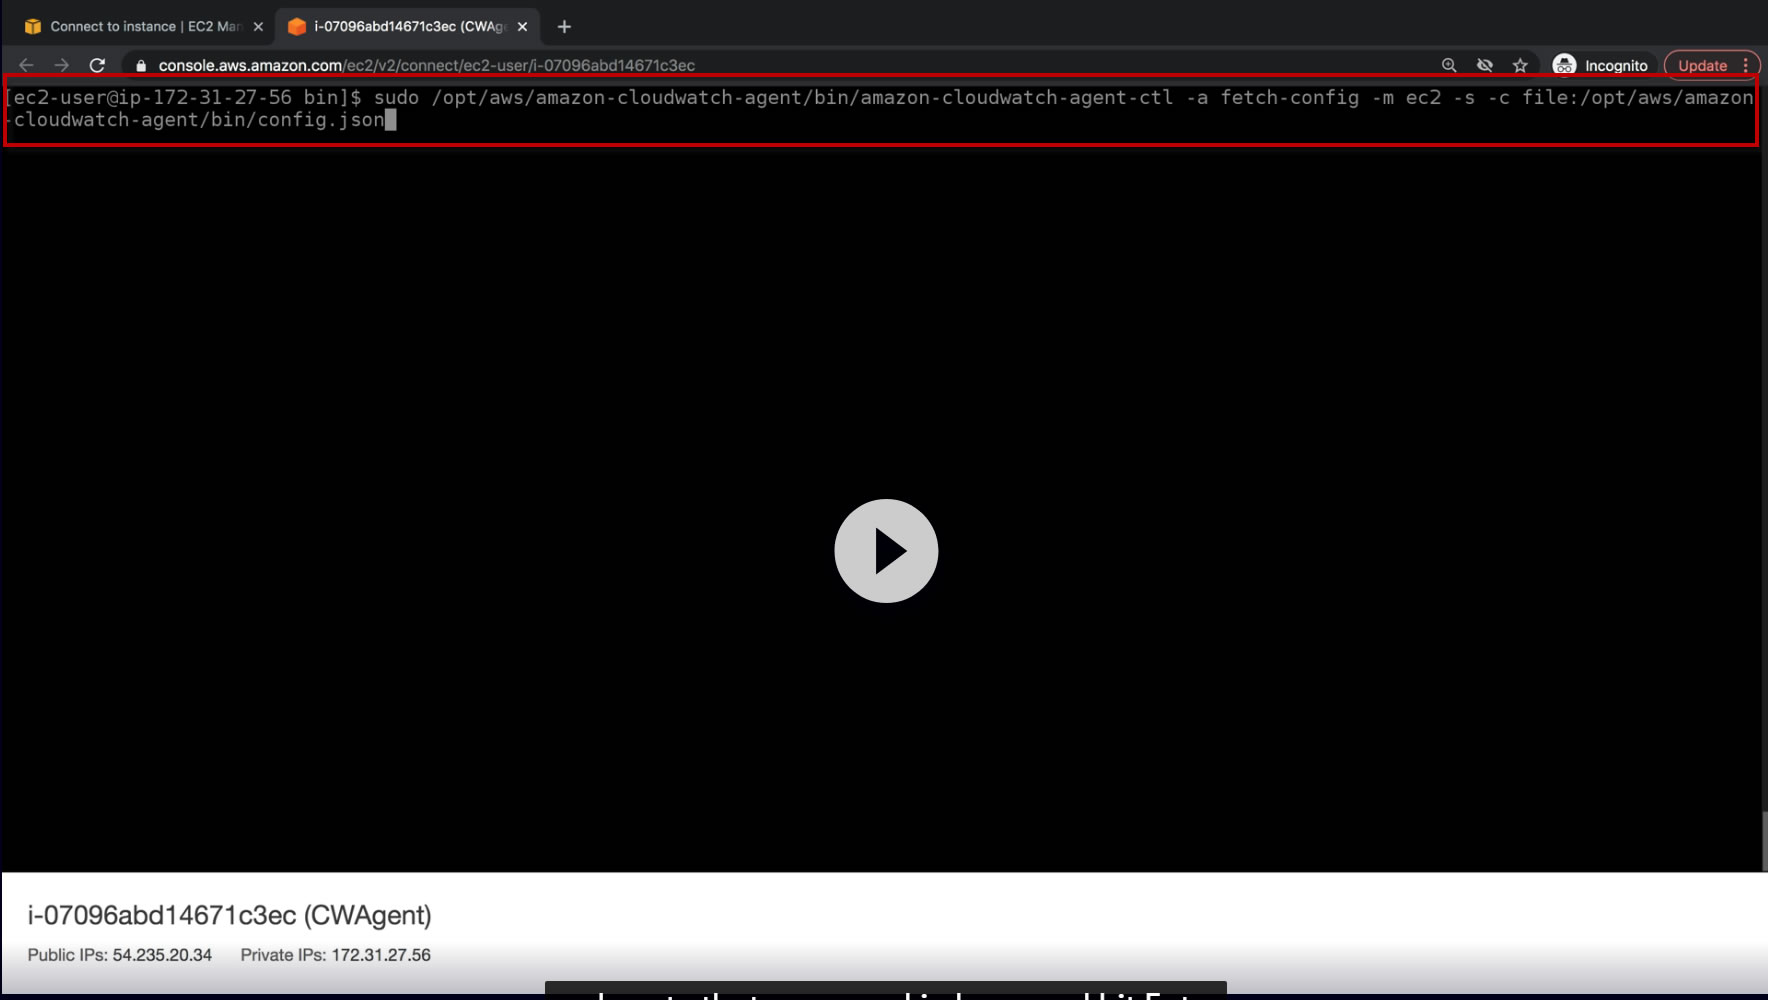 Connect to instance | EC2 Man
i-07096abd14671c3ec (CWAge
console.aws.amazon.com/ec2/v2/connect/ec2-user/i-07096abd14671c3ec
Incognito
Update
[ec2-user@ip-172-31-27-56 bin]$ sudo /opt/aws/amazon-cloudwatch-agent/bin/amazon-cloudwatch-agent-ctl -a fetch-config -m ec2 -s -c file:/opt/aws/amazon
-cloudwatch-agent/bin/config.json
i-07096abd14671c3ec (CWAgent)
Public IPs: 54.235.20.34 Private IPs: 172.31.27.56